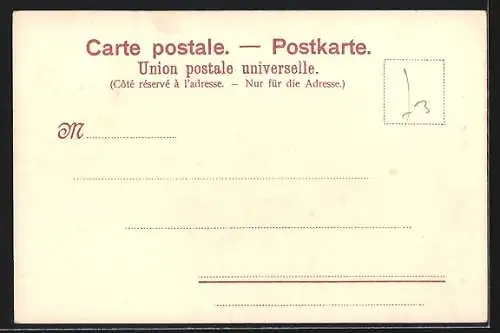 Carte postale. — Postkarte.
Union postale universelle.
(Côté réservé à l'adresse. – Nur für die Adresse.)
M